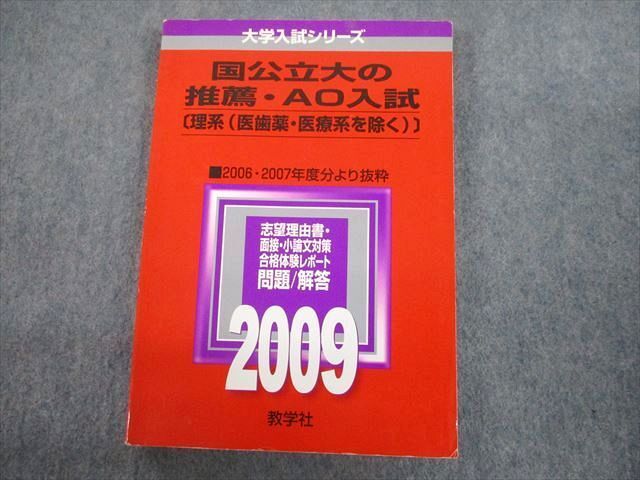 大学入試シリーズ
国公立大の
推薦・AO入試
〔理系(医歯薬・医療系を除く)〕
■2006・2007年度分より抜粋
志望理由書・
面接・小論文対策
合格体験レポート
問題/解答
2009
教学社